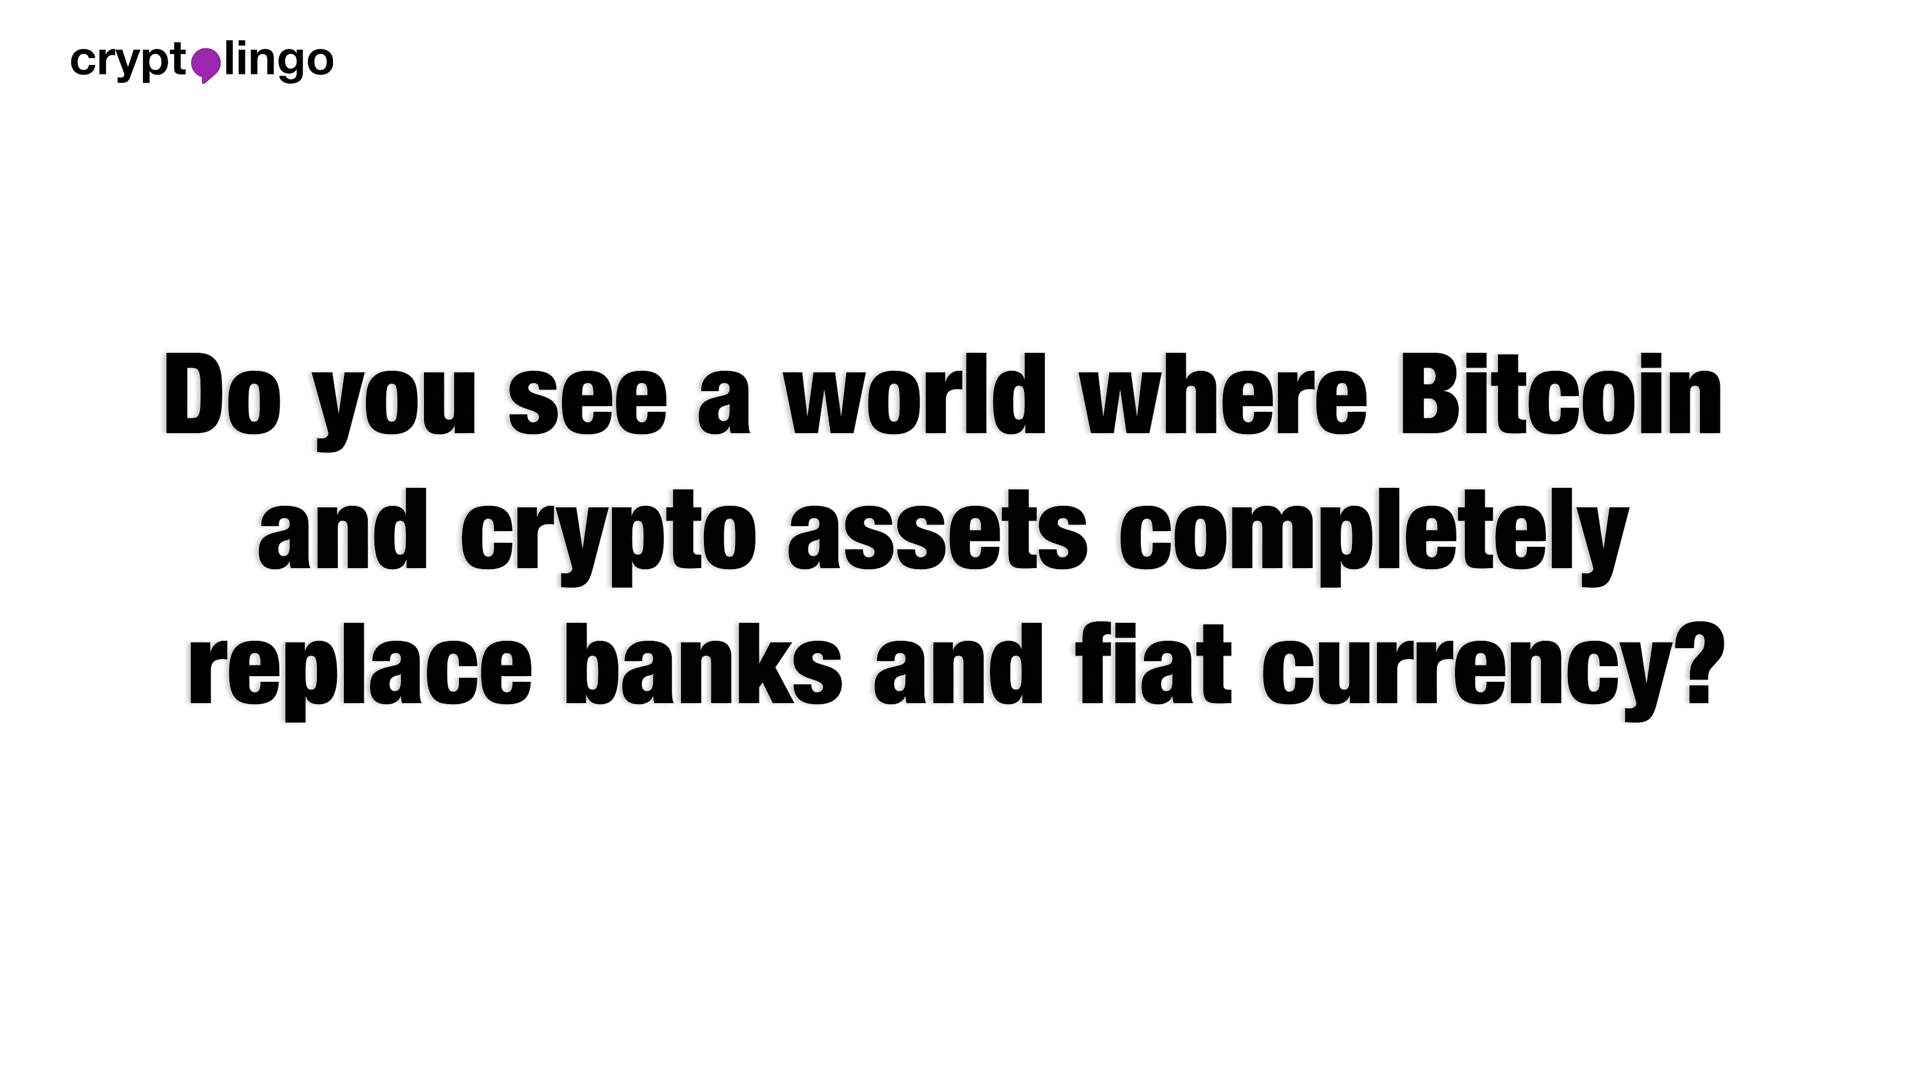 cryptolingo
Do you see a world where Bitcoin
and crypto assets completely
replace banks and fiat currency?